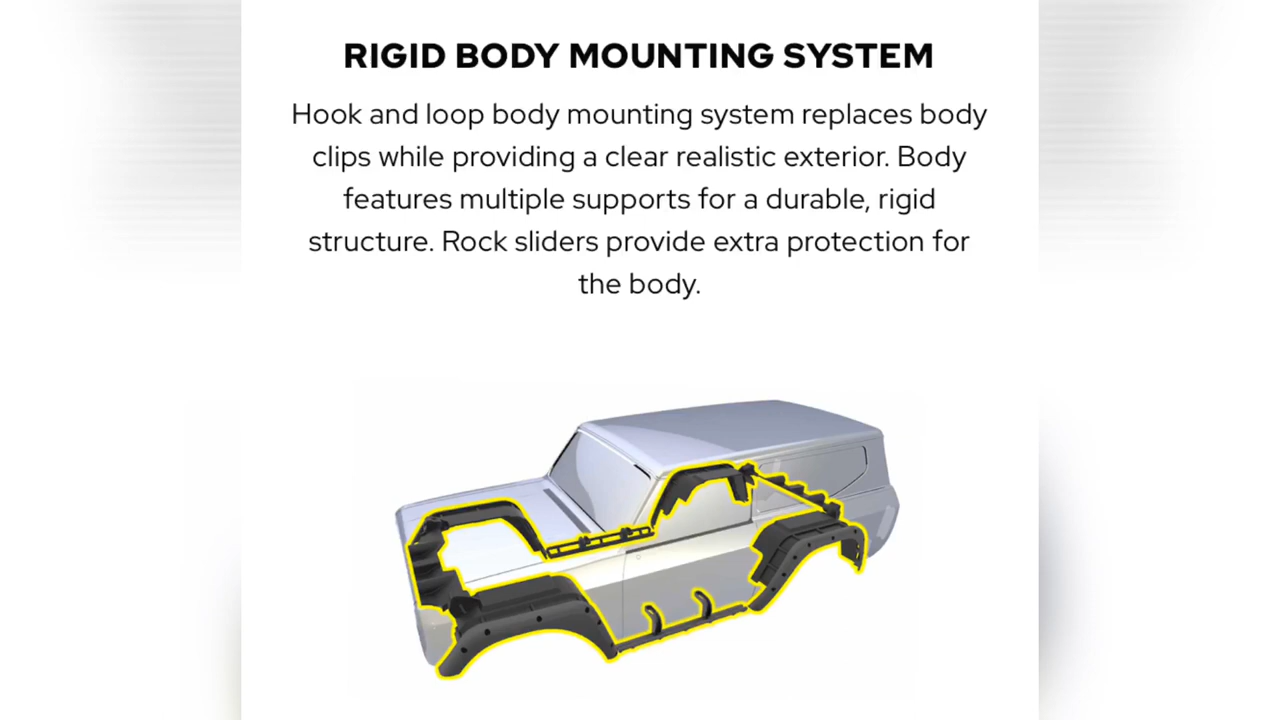 RIGID BODY MOUNTING SYSTEM
Hook and loop body mounting system replaces body
clips while providing a clear realistic exterior. Body
features multiple supports for a durable, rigid
structure. Rock sliders provide extra protection for
the body.